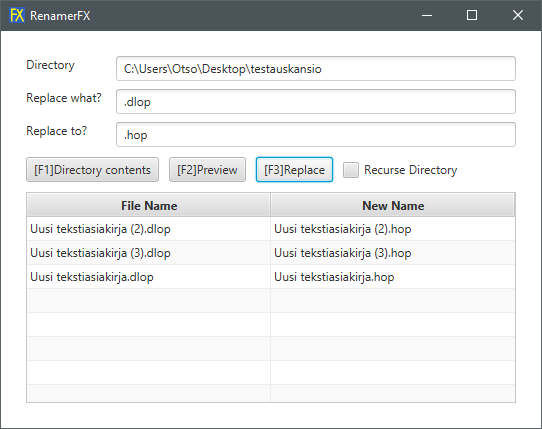 FX RenamerFX
Directory C:\Users\Otso\Desktop\testauskansio
Replace what? .dlop
Replace to? .hop
[F1]Directory contents [F2]Preview [F3]Replace Recurse Directory
File Name New Name
Uusi tekstiasiakirja (2).dlop Uusi tekstiasiakirja (2).hop
Uusi tekstiasiakirja (3).dlop Uusi tekstiasiakirja (3).hop
Uusi tekstiasiakirja.dlop Uusi tekstiasiakirja.hop